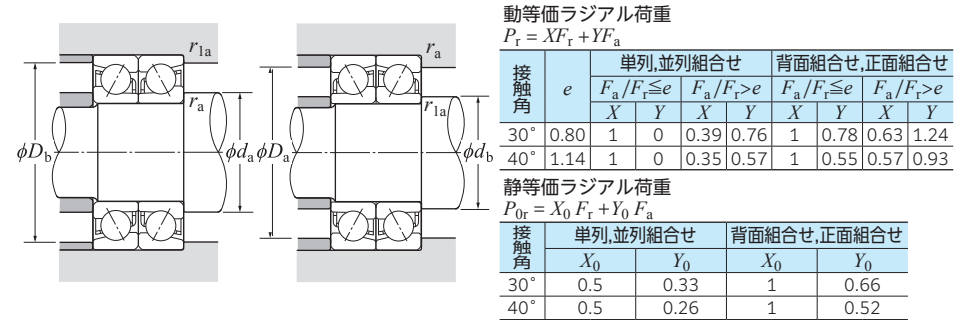 r1a
ra
ϕDb
ϕda
ra
r1a
ϕDa
ϕdb
動等価ラジアル荷重
Pr = XFr +YFa
接触角 e 単列,並列組合せ 背面組合せ,正面組合せ
Fa /Fr≦e Fa /Fr>e Fa /Fr≦e Fa /Fr>e
X Y X Y X Y X Y
30° 0.80 1 0 0.39 0.76 1 0.78 0.63 1.24
40° 1.14 1 0 0.35 0.57 1 0.55 0.57 0.93
静等価ラジアル荷重
P0r = X0 Fr +Y0 Fa
接触角 単列,並列組合せ 背面組合せ,正面組合せ
X0 Y0 X0 Y0
30° 0.5 0.33 1 0.66
40° 0.5 0.26 1 0.52